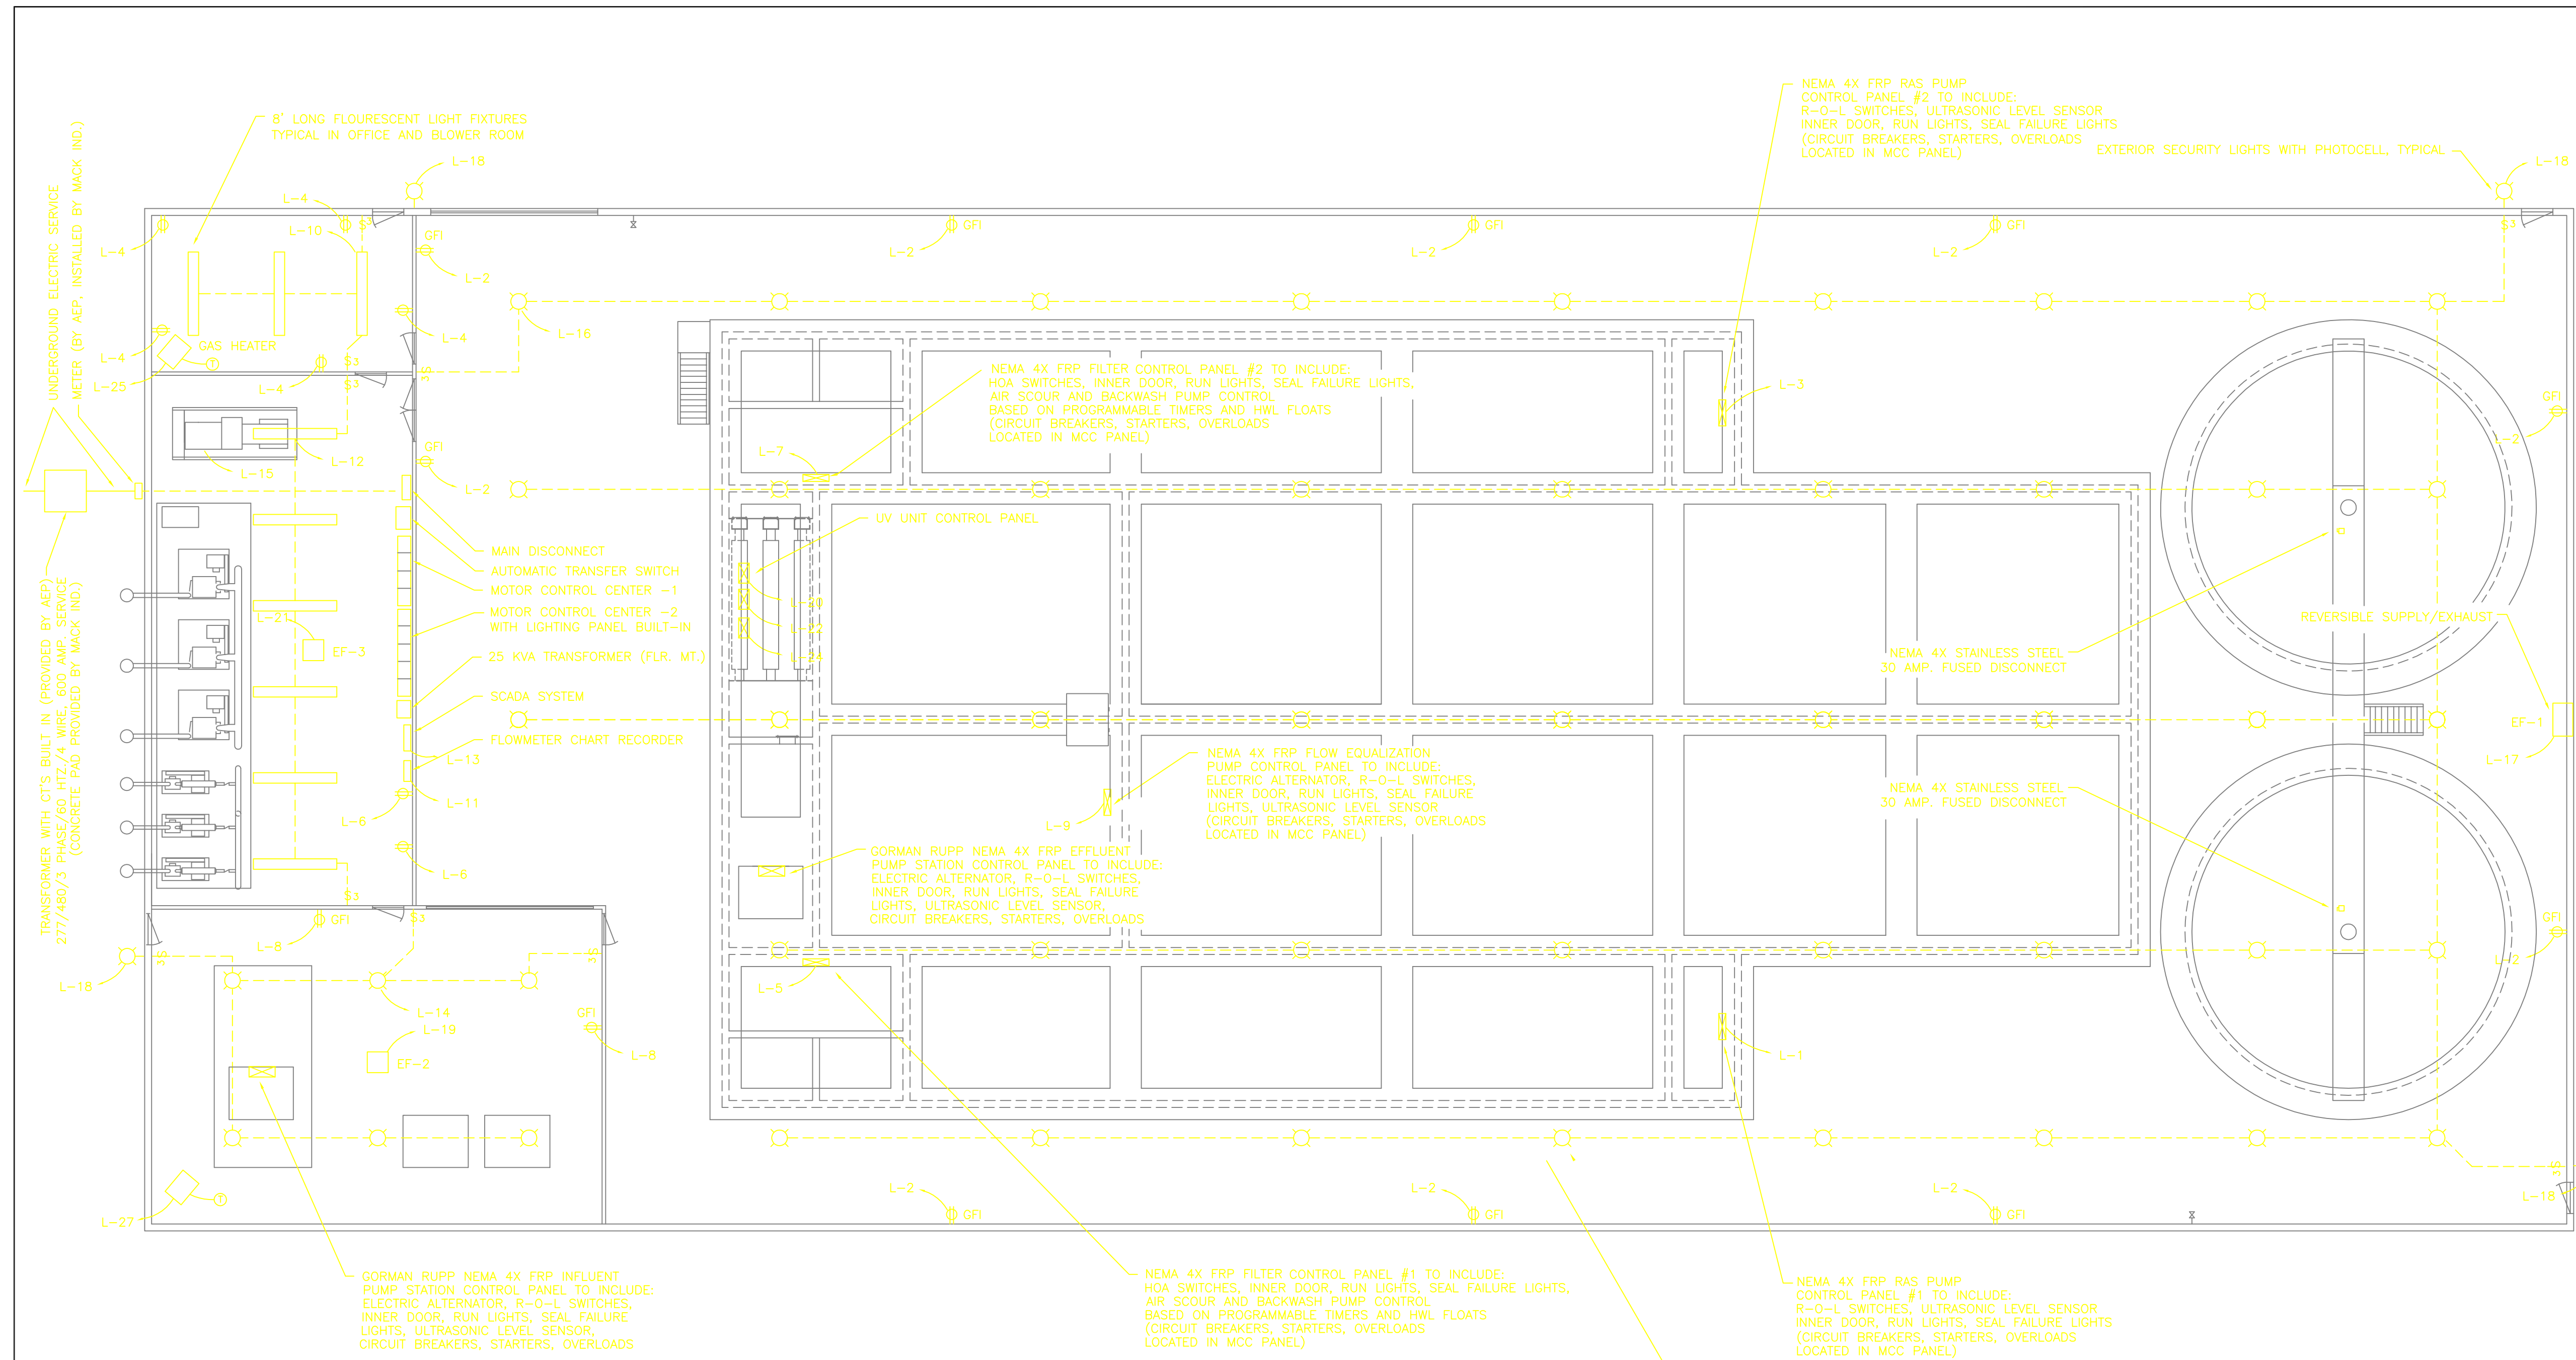 8' LONG FLOURESCENT LIGHT FIXTURES
TYPICAL IN OFFICE AND BLOWER ROOM
L-18
NEMA 4X FRP RAS PUMP
CONTROL PANEL #2 TO INCLUDE:
R-O-L SWITCHES, ULTRASONIC LEVEL SENSOR
INNER DOOR, RUN LIGHTS, SEAL FAILURE LIGHTS
(CIRCUIT BREAKERS, STARTERS, OVERLOADS
LOCATED IN MCC PANEL)
EXTERIOR SECURITY LIGHTS WITH PHOTOCELL, TYPICAL
L-18
UNDERGROUND ELECTRIC SERVICE
METER (BY AEP, INSTALLED BY MACK IND.)
L-4
L-4
L-10
S3
GFI
L-2
GFI
L-2
GFI
L-2
GFI
L-2
S3
L-16
L-4
L-4
GAS HEATER
T
L-25
L-4
S3
S3
S3
NEMA 4X FRP FILTER CONTROL PANEL #2 TO INCLUDE:
HOA SWITCHES, INNER DOOR, RUN LIGHTS, SEAL FAILURE LIGHTS,
AIR SCOUR AND BACKWASH PUMP CONTROL
BASED ON PROGRAMMABLE TIMERS AND HWL FLOATS
(CIRCUIT BREAKERS, STARTERS, OVERLOADS
LOCATED IN MCC PANEL)
L-3
GFI
L-2
L-12
L-15
GFI
L-2
L-7
UV UNIT CONTROL PANEL
MAIN DISCONNECT
AUTOMATIC TRANSFER SWITCH
MOTOR CONTROL CENTER -1
MOTOR CONTROL CENTER -2
WITH LIGHTING PANEL BUILT-IN
25 KVA TRANSFORMER (FLR. MT.)
SCADA SYSTEM
FLOWMETER CHART RECORDER
L-13
L-11
L-20
L-22
L-24
L-21
EF-3
TRANSFORMER WITH CT'S BUILT IN (PROVIDED BY AEP)
277/480/3 PHASE/60 HTZ./4 WIRE, 600 AMP. SERVICE
(CONCRETE PAD PROVIDED BY MACK IND.)
REVERSIBLE SUPPLY/EXHAUST
NEMA 4X STAINLESS STEEL
30 AMP. FUSED DISCONNECT
EF-1
L-17
NEMA 4X STAINLESS STEEL
30 AMP. FUSED DISCONNECT
NEMA 4X FRP FLOW EQUALIZATION
PUMP CONTROL PANEL TO INCLUDE:
ELECTRIC ALTERNATOR, R-O-L SWITCHES,
INNER DOOR, RUN LIGHTS, SEAL FAILURE
LIGHTS, ULTRASONIC LEVEL SENSOR
(CIRCUIT BREAKERS, STARTERS, OVERLOADS
LOCATED IN MCC PANEL)
L-9
L-6
L-6
GORMAN RUPP NEMA 4X FRP EFFLUENT
PUMP STATION CONTROL PANEL TO INCLUDE:
ELECTRIC ALTERNATOR, R-O-L SWITCHES,
INNER DOOR, RUN LIGHTS, SEAL FAILURE
LIGHTS, ULTRASONIC LEVEL SENSOR,
CIRCUIT BREAKERS, STARTERS, OVERLOADS
S3
GFI
L-8
S3
S3
S3
L-18
GFI
L-2
L-5
L-14
L-19
EF-2
GFI
L-8
L-1
T
L-27
L-2
GFI
L-2
GFI
L-2
GFI
S3
L-18
GORMAN RUPP NEMA 4X FRP INFLUENT
PUMP STATION CONTROL PANEL TO INCLUDE:
ELECTRIC ALTERNATOR, R-O-L SWITCHES,
INNER DOOR, RUN LIGHTS, SEAL FAILURE
LIGHTS, ULTRASONIC LEVEL SENSOR,
CIRCUIT BREAKERS, STARTERS, OVERLOADS
NEMA 4X FRP FILTER CONTROL PANEL #1 TO INCLUDE:
HOA SWITCHES, INNER DOOR, RUN LIGHTS, SEAL FAILURE LIGHTS,
AIR SCOUR AND BACKWASH PUMP CONTROL
BASED ON PROGRAMMABLE TIMERS AND HWL FLOATS
(CIRCUIT BREAKERS, STARTERS, OVERLOADS
LOCATED IN MCC PANEL)
NEMA 4X FRP RAS PUMP
CONTROL PANEL #1 TO INCLUDE:
R-O-L SWITCHES, ULTRASONIC LEVEL SENSOR
INNER DOOR, RUN LIGHTS, SEAL FAILURE LIGHTS
(CIRCUIT BREAKERS, STARTERS, OVERLOADS
LOCATED IN MCC PANEL)